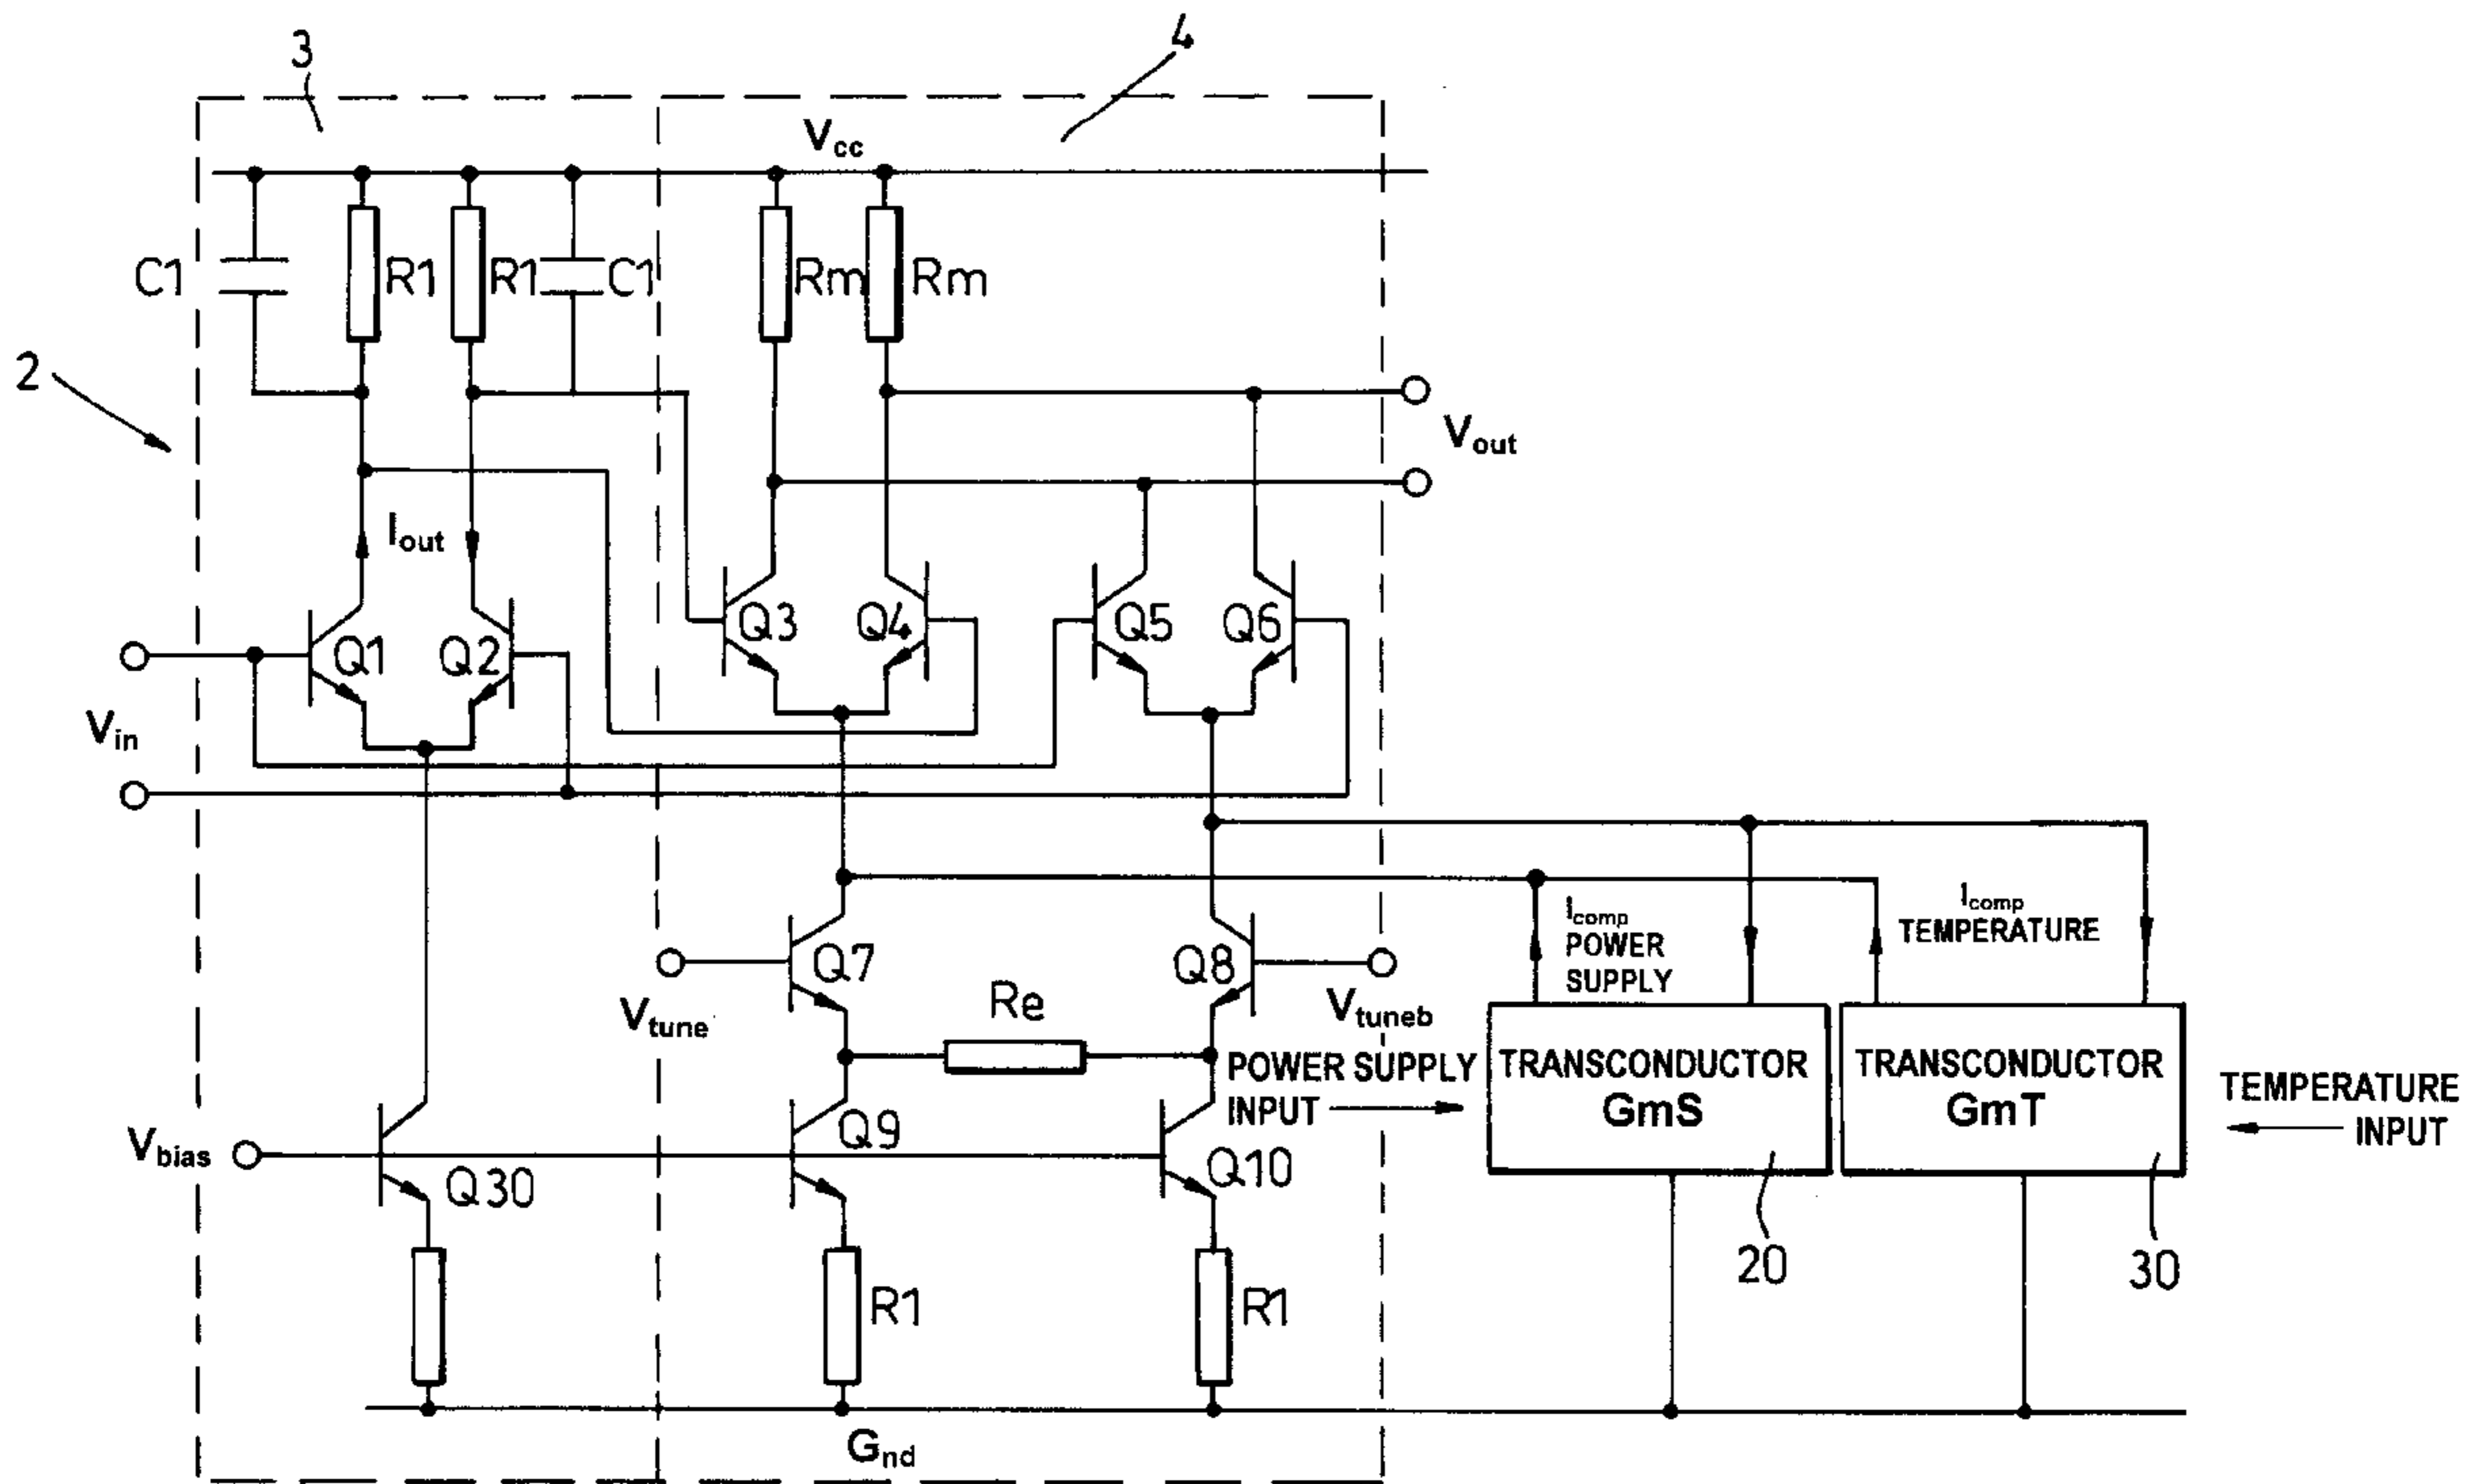 3
4
Vcc
C1
R1
R1
C1
Rm
Rm
2
Vout
Iout
Q1
Q2
Q3
Q4
Q5
Q6
Vin
Icomp
POWER
SUPPLY
Icomp
TEMPERATURE
Q7
Q8
Vtune
Re
Vtuneb
POWER SUPPLY
INPUT
TRANSCONDUCTOR
GmS
TRANSCONDUCTOR
GmT
TEMPERATURE
INPUT
Vbias
Q30
Q9
Q10
20
30
R1
R1
Gnd